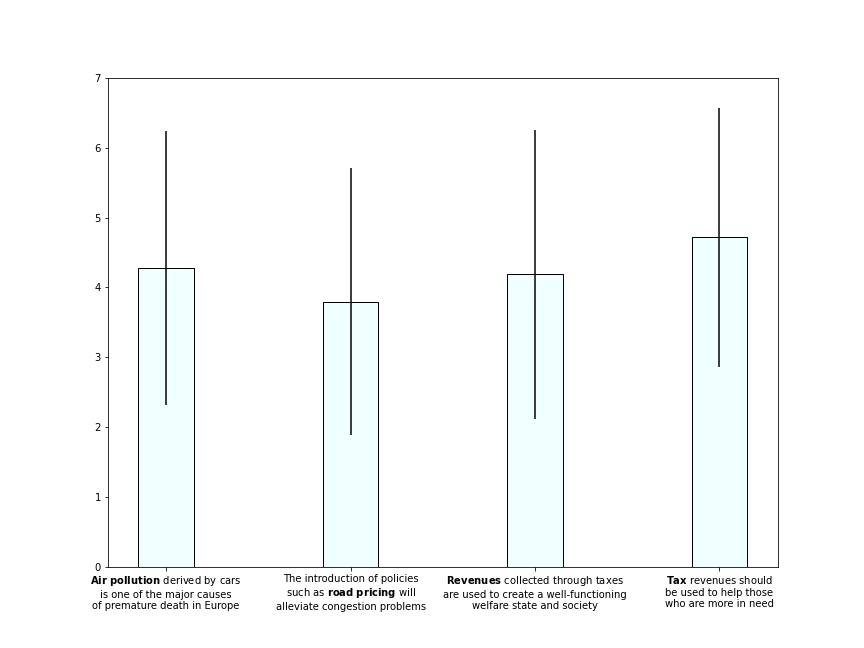 7
6
5
4
3
2
1
0
Air pollution derived by cars
is one of the major causes
of premature death in Europe
The introduction of policies
such as road pricing will
alleviate congestion problems
Revenues collected through taxes
are used to create a well-functioning
welfare state and society
Tax revenues should
be used to help those
who are more in need